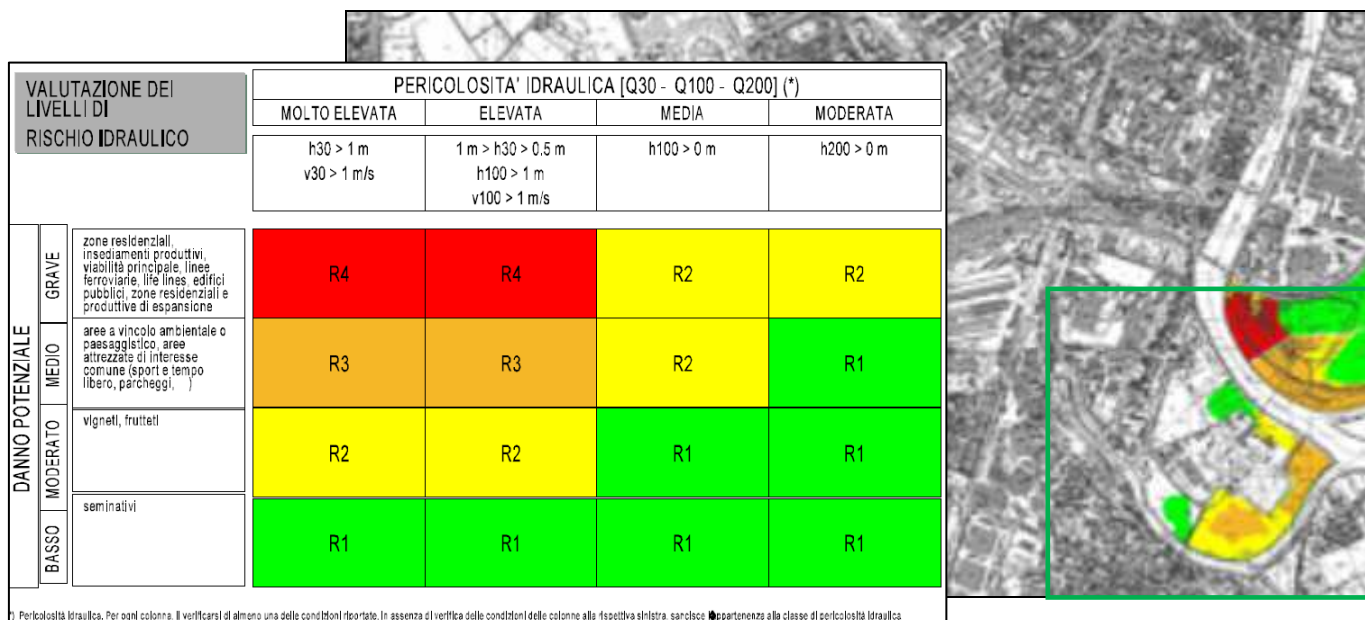 VALUTAZIONE DEI
LIVELLI DI
RISCHIO IDRAULICO
PERICOLOSITA' IDRAULICA [Q30 - Q100 - Q200] (*)
MOLTO ELEVATA
ELEVATA
MEDIA
MODERATA
h30 > 1 m
v30 > 1 m/s
1 m > h30 > 0.5 m
h100 > 1 m
v100 > 1 m/s
h100 > 0 m
h200 > 0 m
DANNO POTENZIALE
GRAVE
zone residenziali,
insediamenti produttivi,
viabilità principale, linee
ferroviarie, life lines, edifici
pubblici, zone residenziali e
produttive di espansione
R4
R4
R2
R2
MEDIO
aree a vincolo ambientale o
paesaggistico, aree
attrezzate di interesse
comune (sport e tempo
libero, parcheggi, )
R3
R3
R2
R1
MODERATO
vigneti, frutteti
R2
R2
R1
R1
BASSO
seminativi
R1
R1
R1
R1
*) Pericolosità Idraulica. Per ogni colonna, il verificarsi di almeno una delle condizioni riportate, in assenza di verifica delle condizioni delle colonne alla rispettiva sinistra, sancisce l'appartenenza alla classe di pericolosità idraulica